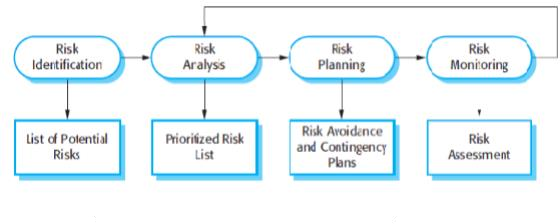 Risk
Identification
Risk
Analysis
Risk
Planning
Risk
Monitoring
List of Potential
Risks
Prioritized Risk
List
Risk Avoidance
and Contingency
Plans
Risk
Assessment